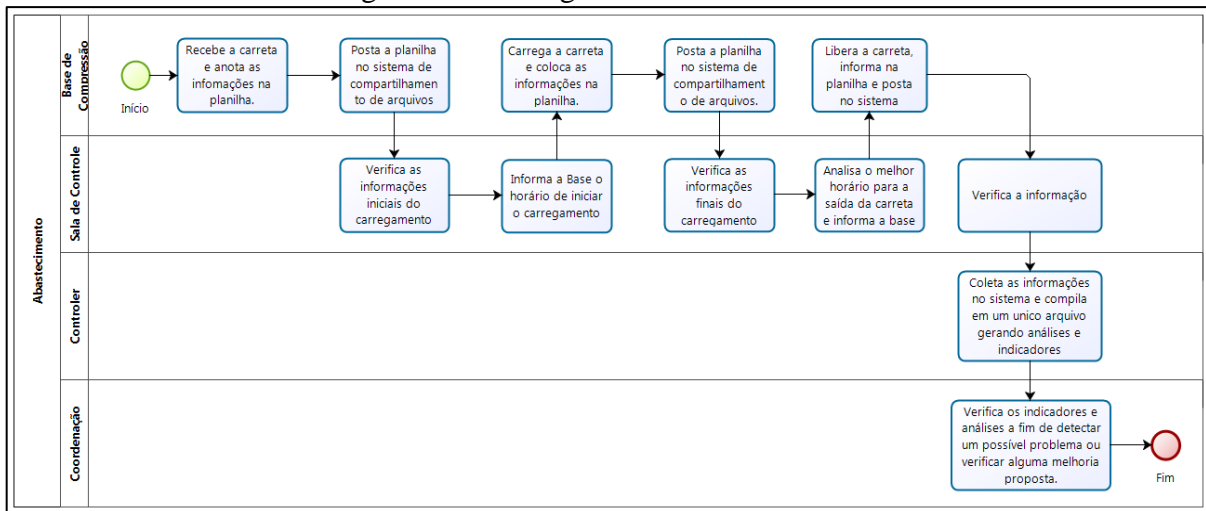 Abastecimento
Base de
Compressão
Início
Recebe a carreta
e anota as
infomações na
planilha.
Posta a planilha
no sistema de
compartilhamen
to de arquivos
Carrega a carreta
e coloca as
informações na
planilha.
Posta a planilha
no sistema de
compartilhament
o de arquivos.
Libera a carreta,
informa na
planilha e posta
no sistema
Sala de Controle
Verifica as
informações
iniciais do
carregamento
Informa a Base o
horário de iniciar
o carregamento
Verifica as
informações
finais do
carregamento
Analisa o melhor
horário para a
saída da carreta
e informa a base
Verifica a informação
Controler
Coleta as informações
no sistema e compila
em um unico arquivo
gerando análises e
indicadores
Coordenação
Verifica os indicadores e
análises a fim de detectar
um possível problema ou
verificar alguma melhoria
proposta.
Fim